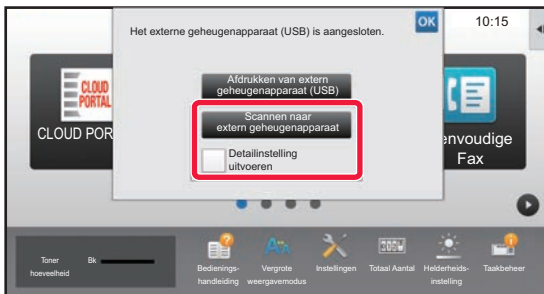 Het externe geheugenapparaat (USB) is aangesloten.
OK
10:15
Afdrukken van extern
geheugenapparaat (USB)
Scannen naar
extern geheugenapparaat
Detailinstelling
uitvoeren
CLOUD
PORTAL
CLOUD POR
envoudige
Fax
Toner
hoeveelheid
Bk
Bedienings-
handleiding
Vergrote
weergavemodus
Instellingen
Totaal Aantal
Helderheids-
instelling
Taakbeheer